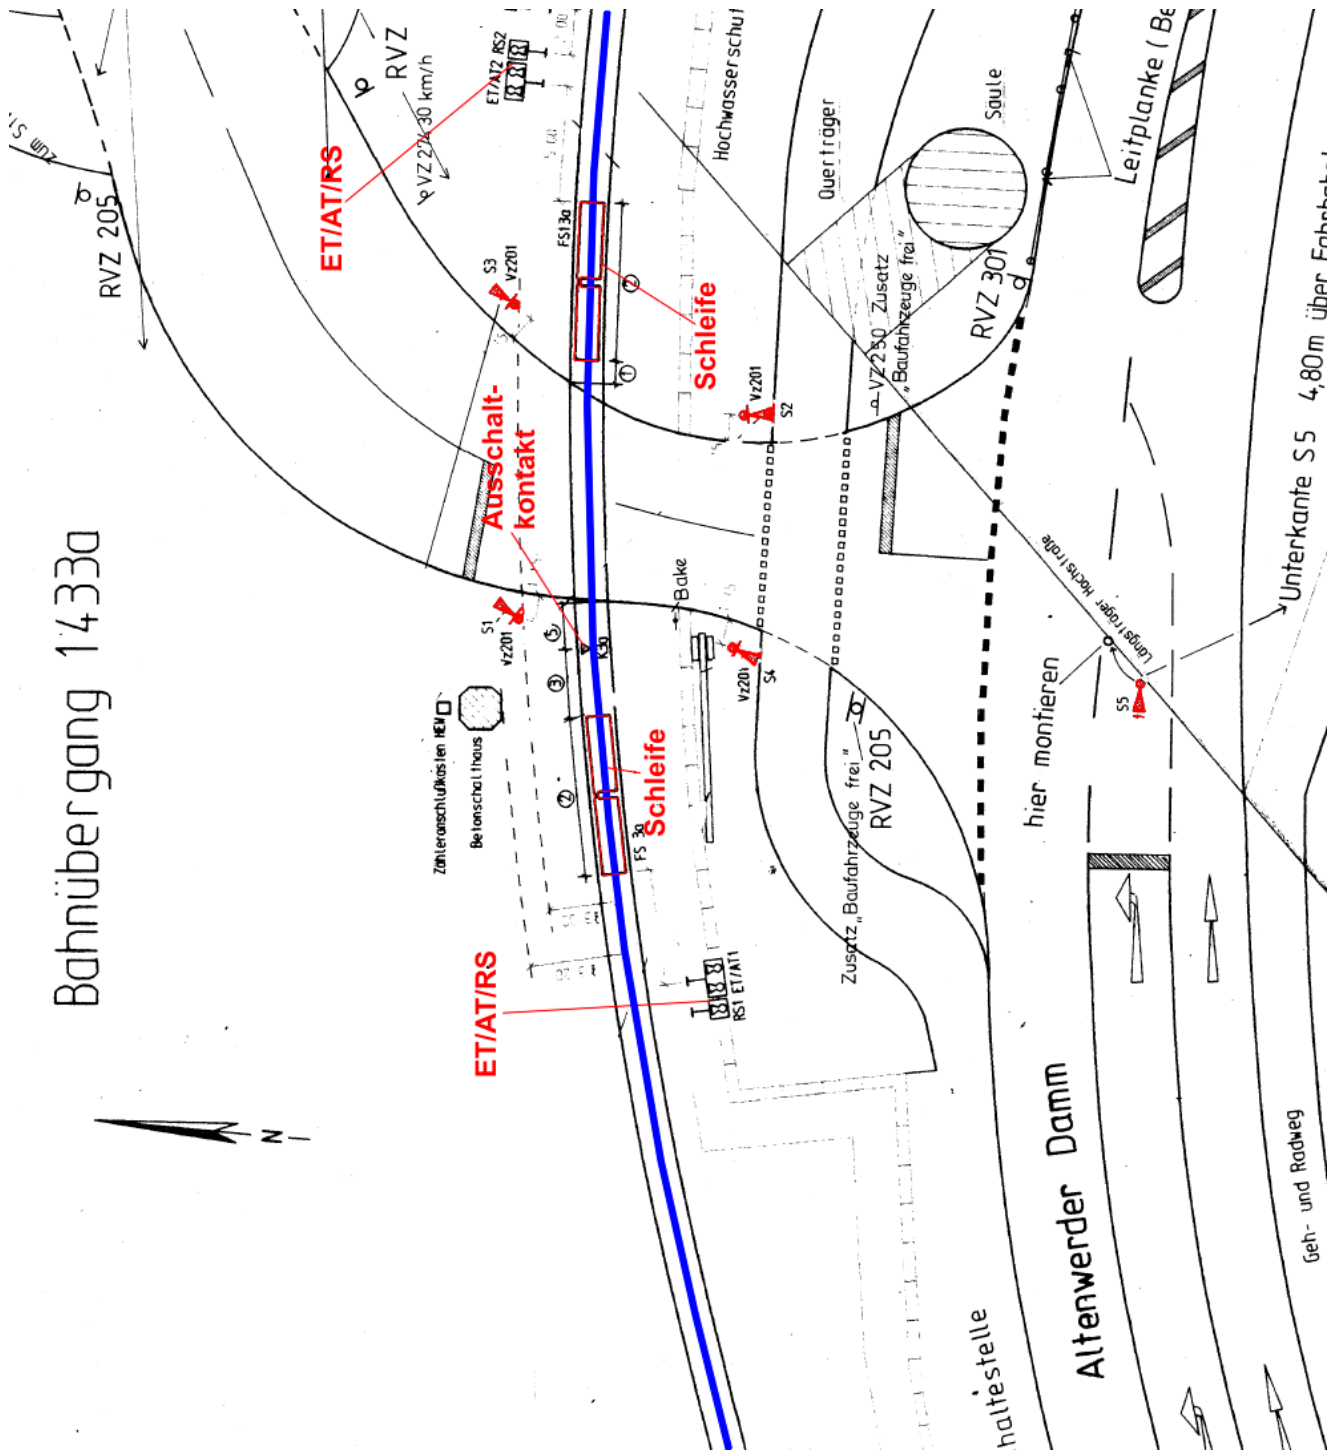 Bahnübergang 1433a
zum
RVZ 205
RVZ
VZ 274 30 km/h
ET/AT2 RS2
ET/AT/RS
S3
Vz201
FS13a
Schleife
Hochwasserschut
Querträger
Säule
Leitplanke ( Be
VZ250 Zusatz
„Baufahrzeuge frei"
RVZ 301
Ausschalt-
kontakt
Vz201
S2
4,80m über Fahrbahn
Unterkante S5
Längsträger Hochstraße
Bake
S1
Vz201
K3a
Vz201
S4
S5
hier montieren
Zähleranschlußkasten HEW
Betonschalthaus
Schleife
FS 3a
Zusatz „Baufahrzeuge frei"
RVZ 205
ET/AT/RS
RS1 ET/AT1
N
Altenwerder Damm
haltestelle
Geh- und Radweg